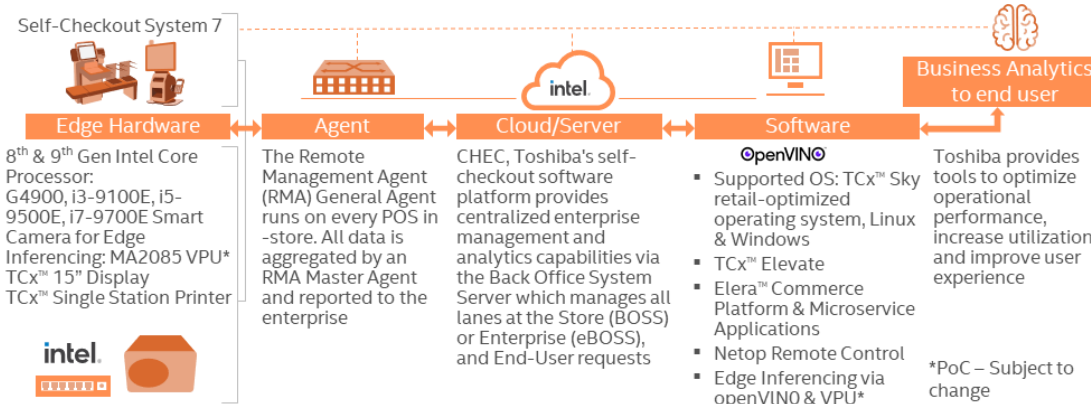 Self-Checkout System 7
intel.
Business Analytics
to end user
Edge Hardware
Agent
Cloud/Server
Software
8th & 9th Gen Intel Core
Processor:
G4900, i3-9100E, i5-
9500E, i7-9700E Smart
Camera for Edge
Inferencing: MA2085 VPU*
TCx™ 15” Display
TCx™ Single Station Printer
intel.
The Remote
Management Agent
(RMA) General Agent
runs on every POS in
-store. All data is
aggregated by an
RMA Master Agent
and reported to the
enterprise
CHEC, Toshiba's self-
checkout software
platform provides
centralized enterprise
management and
analytics capabilities via
the Back Office System
Server which manages all
lanes at the Store (BOSS)
or Enterprise (eBOSS),
and End-User requests
OpenVINO
▪ Supported OS: TCx™ Sky
retail-optimized
operating system, Linux
& Windows
▪ TCx™ Elevate
▪ Elera™ Commerce
Platform & Microservice
Applications
▪ Netop Remote Control
▪ Edge Inferencing via
openVIN0 & VPU*
Toshiba provides
tools to optimize
operational
performance,
increase utilization
and improve user
experience
*PoC – Subject to
change